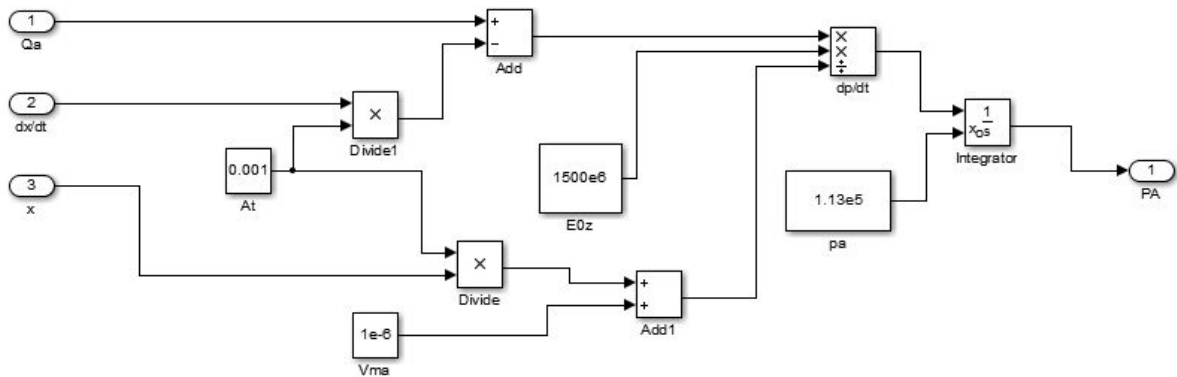 1
Qa
+
−
Add
×
×
÷
dp/dt
2
dx/dt
×
Divide1
1
s
xo
Integrator
0.001
At
1500e6
E0z
1.13e5
pa
1
PA
3
x
×
Divide
+
+
Add1
1e-6
Vma